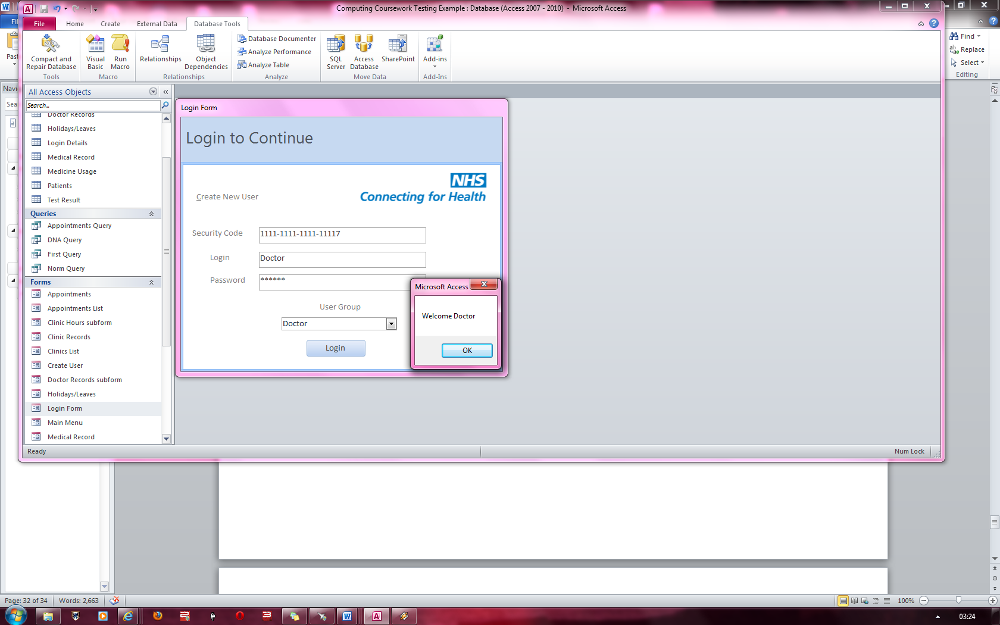 Computing Coursework Testing Example : Database (Access 2007 - 2010) - Microsoft Access
File
Home
Create
External Data
Database Tools
Compact and Repair Database
Tools
Visual Basic
Run Macro
Macro
Relationships
Object Dependencies
Relationships
Database Documenter
Analyze Performance
Analyze Table
Analyze
SQL Server
Access Database
SharePoint
Move Data
Add-ins
Add-Ins
Find
Replace
Select
Editing
Past
Navi
Sea
All Access Objects
Search...
Doctor Records
Holidays/Leaves
Login Details
Medical Record
Medicine Usage
Patients
Test Result
Queries
Appointments Query
DNA Query
First Query
Norm Query
Forms
Appointments
Appointments List
Clinic Hours subform
Clinic Records
Clinics List
Create User
Doctor Records subform
Holidays/Leaves
Login Form
Main Menu
Medical Record
Login Form
Login to Continue
NHS
Connecting for Health
Create New User
Security Code
1111-1111-1111-11117
Login
Doctor
Password
******
User Group
Doctor
Login
Microsoft Access
Welcome Doctor
OK
Ready
Num Lock
Page: 32 of 34
Words: 2,663
100%
03:24